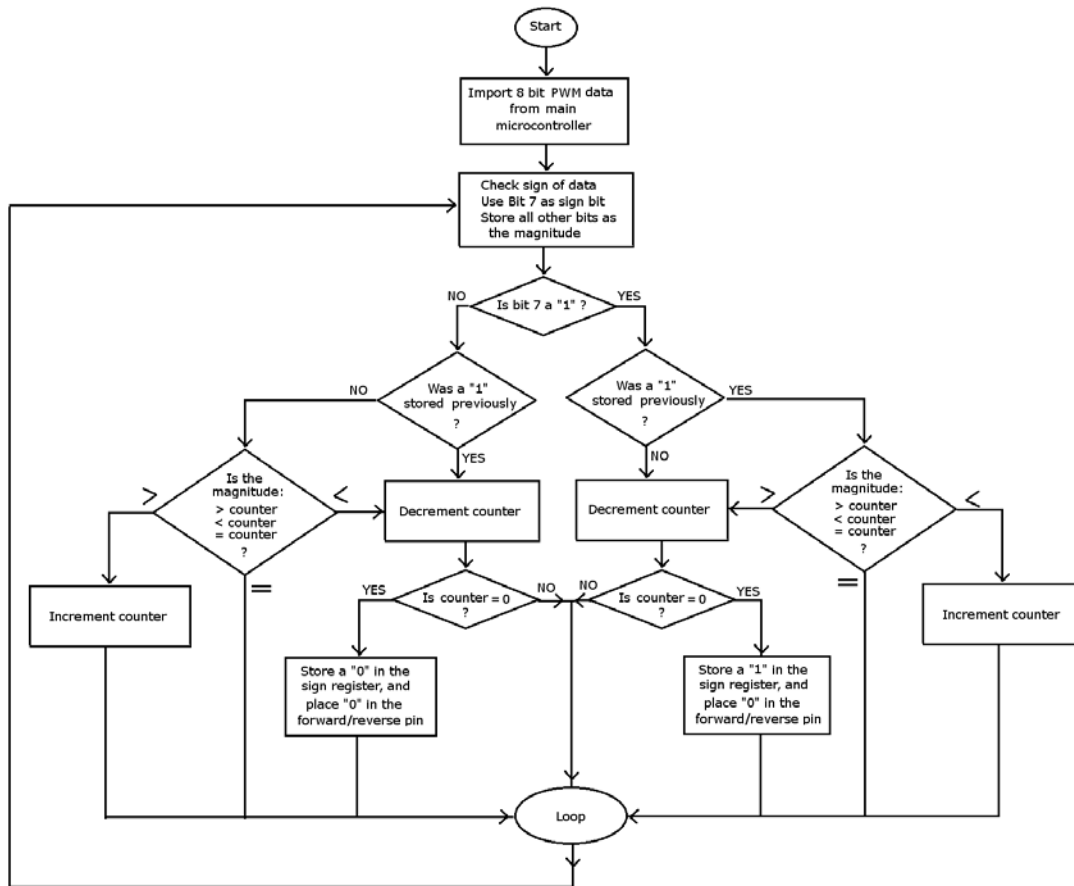 Start
Import 8 bit PWM data
from main
microcontroller
Check sign of data
Use Bit 7 as sign bit
Store all other bits as
the magnitude
NO
Is bit 7 a "1" ?
YES
NO
Was a "1"
stored previously
?
YES
Was a "1"
stored previously
?
YES
NO
Is the
magnitude:
> counter
< counter
= counter
?
>
<
=
Decrement counter
Decrement counter
Is the
magnitude:
> counter
< counter
= counter
?
>
<
=
Increment counter
YES
Is counter = 0
?
NO
NO
Is counter = 0
?
YES
Increment counter
Store a "0" in the
sign register, and
place "0" in the
forward/reverse pin
Store a "1" in the
sign register, and
place "0" in the
forward/reverse pin
Loop